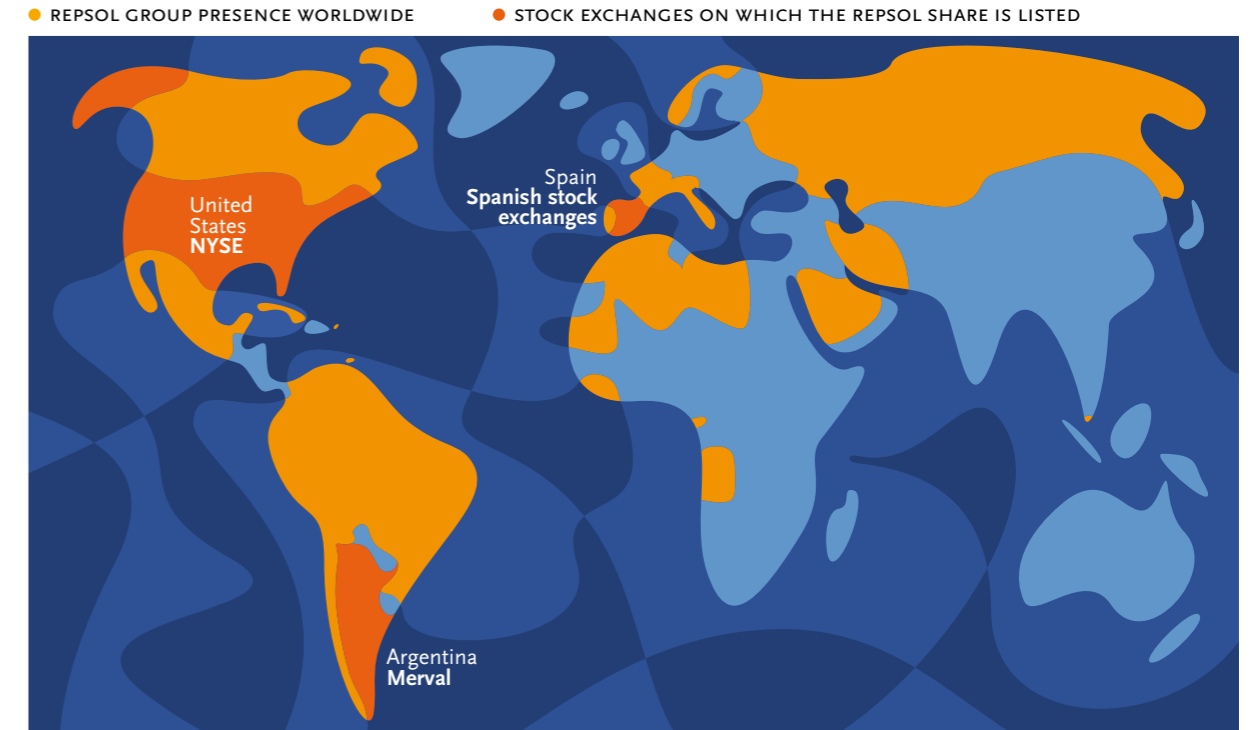 REPSOL GROUP PRESENCE WORLDWIDE
STOCK EXCHANGES ON WHICH THE REPSOL SHARE IS LISTED
Spain
Spanish stock
exchanges
United
States
NYSE
Argentina
Merval